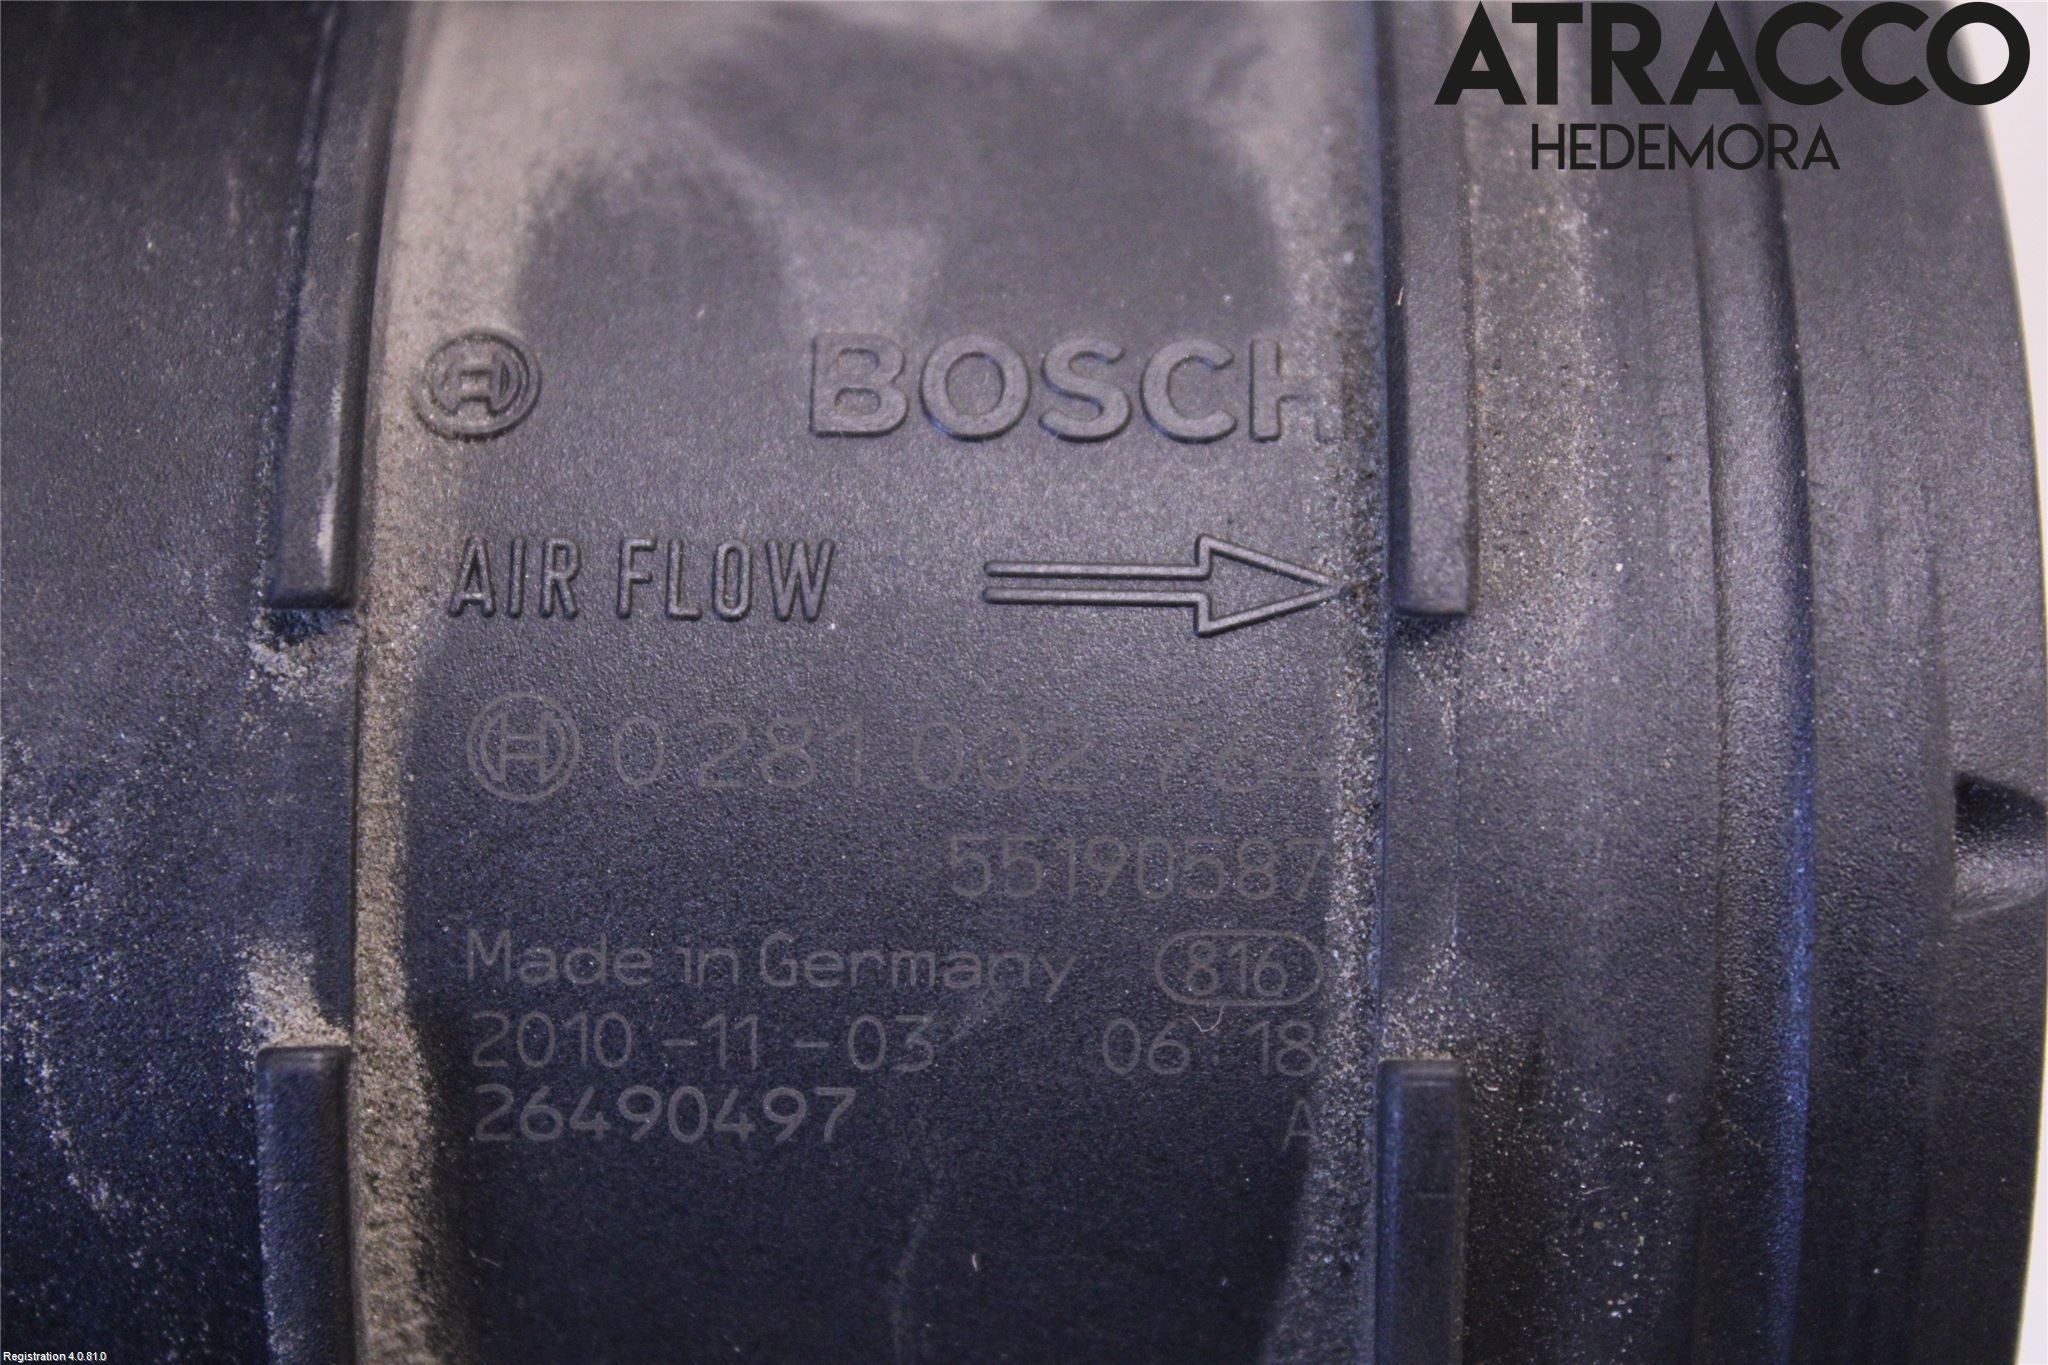 ATRACCO
HEDEMORA
BOSCH
AIR FLOW
0 281 002 764
55190587
Made in Germany 816
2010-11-03 06:18
26490497 A
Registration 4.0.81.0